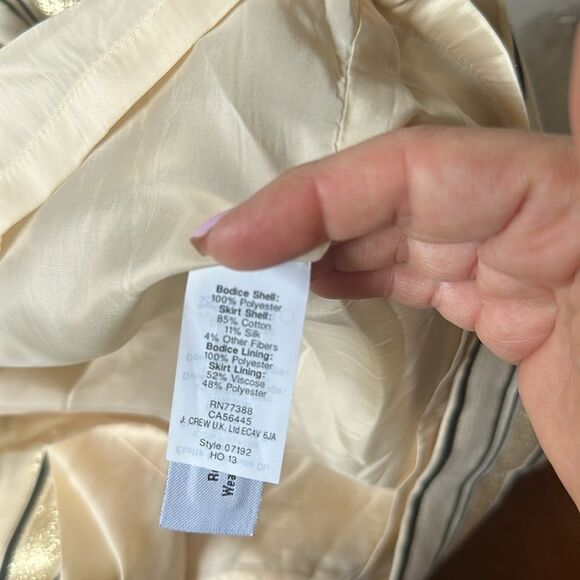 Bodice Shell:
100% Polyester
Skirt Shell:
85% Cotton
11% Silk
4% Other Fibers
Bodice Lining:
100% Polyester
Skirt Lining:
52% Viscose
48% Polyester
RN77388
CA56445
J. CREW U.K. Ltd EC4V 6JA
Style 07192
HO 13